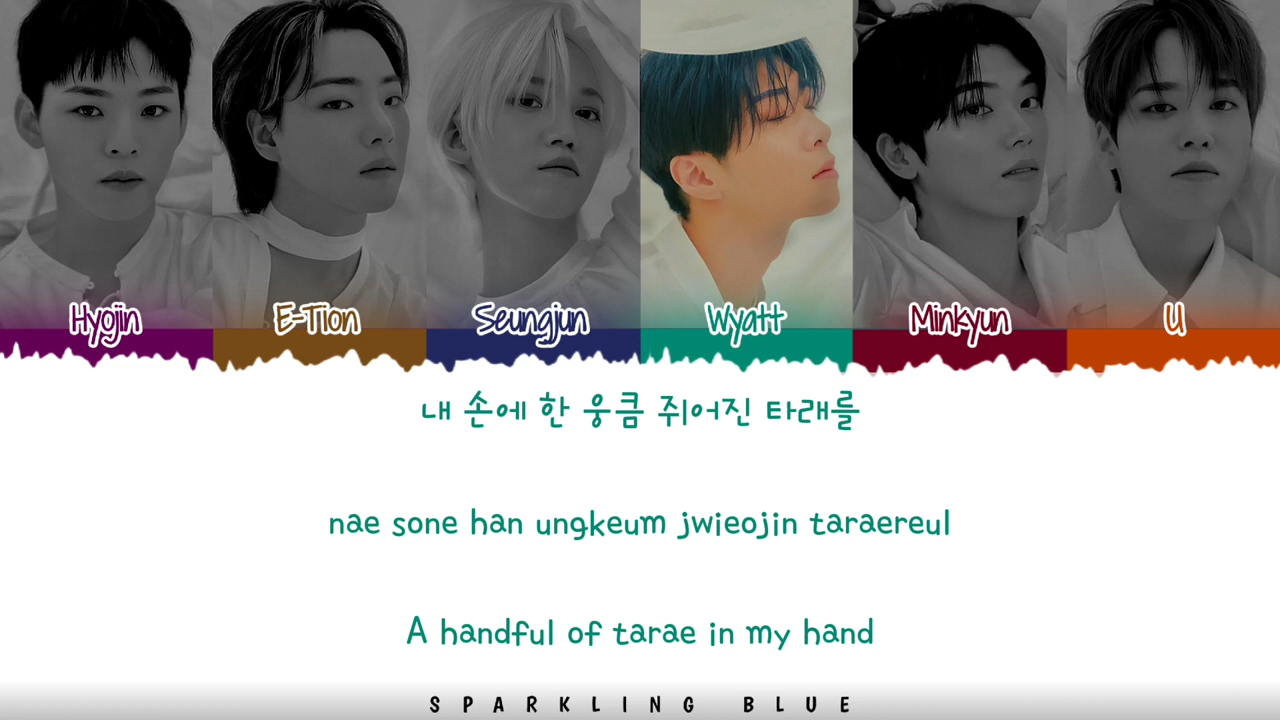 Hyojin E-Tion Seungjun Wyatt Minkyun U
내 손에 한 웅큼 쥐어진 타래를
nae sone han ungkeum jwieojin taraereul
A handful of tarae in my hand
SPARKLING BLUE